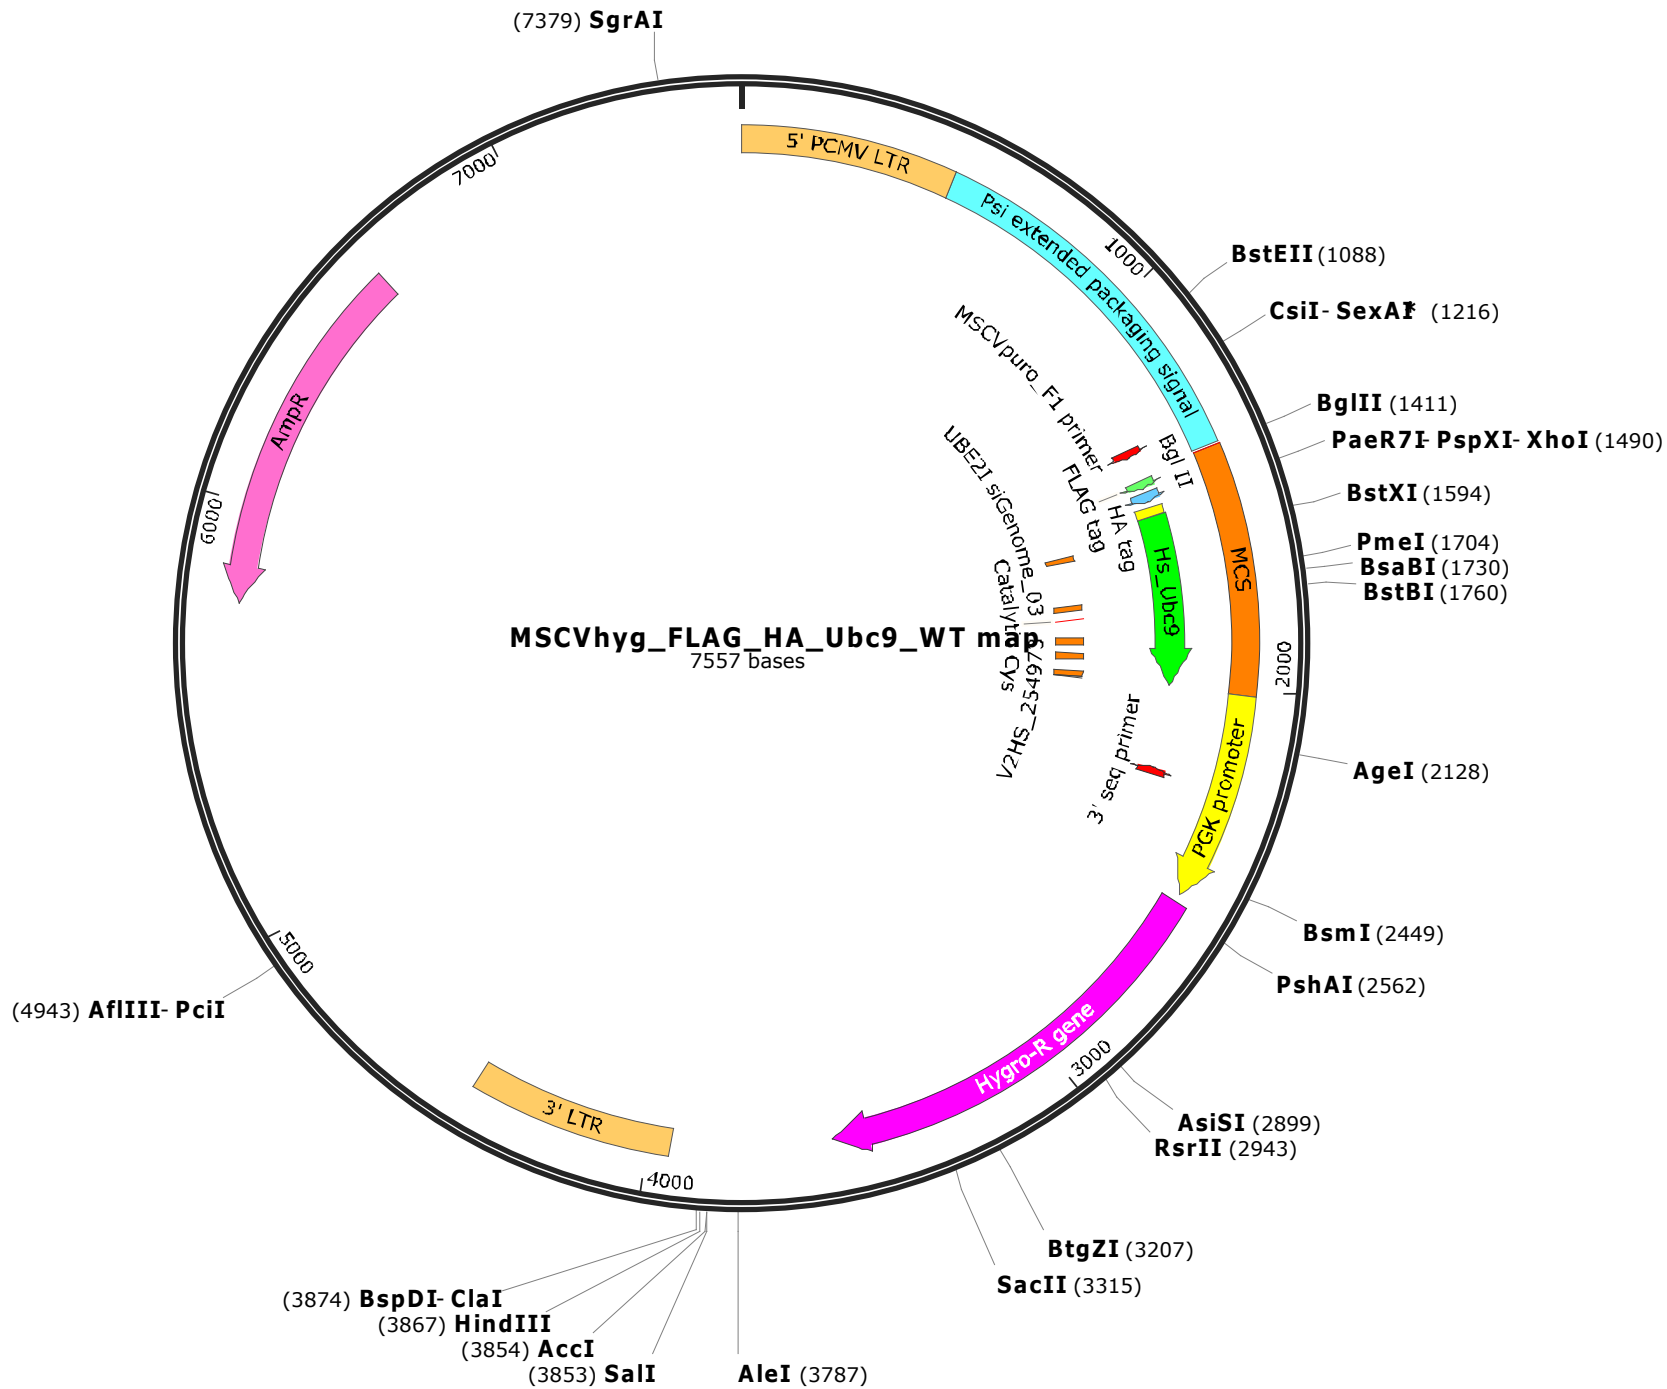 (7379) SgrAI
7000
5' PCMV LTR
Psi extended packaging signal
1000
BstEII (1088)
CsiI - SexAI* (1216)
MSCVpuro_F1 primer
BglII (1411)
PaeR7I - PspXI - XhoI (1490)
Bgl II
UBE2I siGenome_03
FLAG tag
HA tag
BstXI (1594)
AmpR
6000
PmeI (1704)
BsaBI (1730)
BstBI (1760)
MCS
Hs_Ubc9
Catalytic Cys
MSCVhyg_FLAG_HA_Ubc9_WT map
7557 bases
2000
V2HS_254973
3' seq primer
PGK promoter
AgeI (2128)
BsmI (2449)
PshAI (2562)
5000
(4943) AflIII - PciI
Hygro-R gene
3000
3' LTR
AsiSI (2899)
RsrII (2943)
4000
BtgZI (3207)
SacII (3315)
(3874) BspDI - ClaI
(3867) HindIII
(3854) AccI
(3853) SalI
AleI (3787)